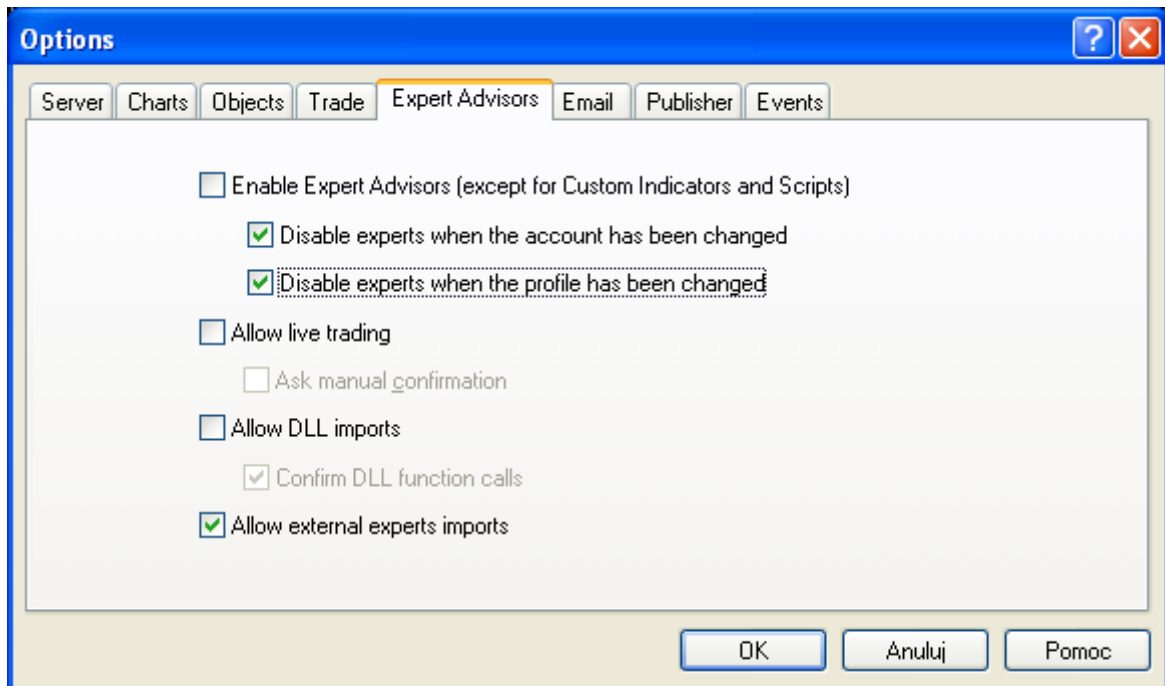 Options
Server Charts Objects Trade Expert Advisors Email Publisher Events
Enable Expert Advisors (except for Custom Indicators and Scripts)
Disable experts when the account has been changed
Disable experts when the profile has been changed
Allow live trading
Ask manual confirmation
Allow DLL imports
Confirm DLL function calls
Allow external experts imports
OK Anuluj Pomoc